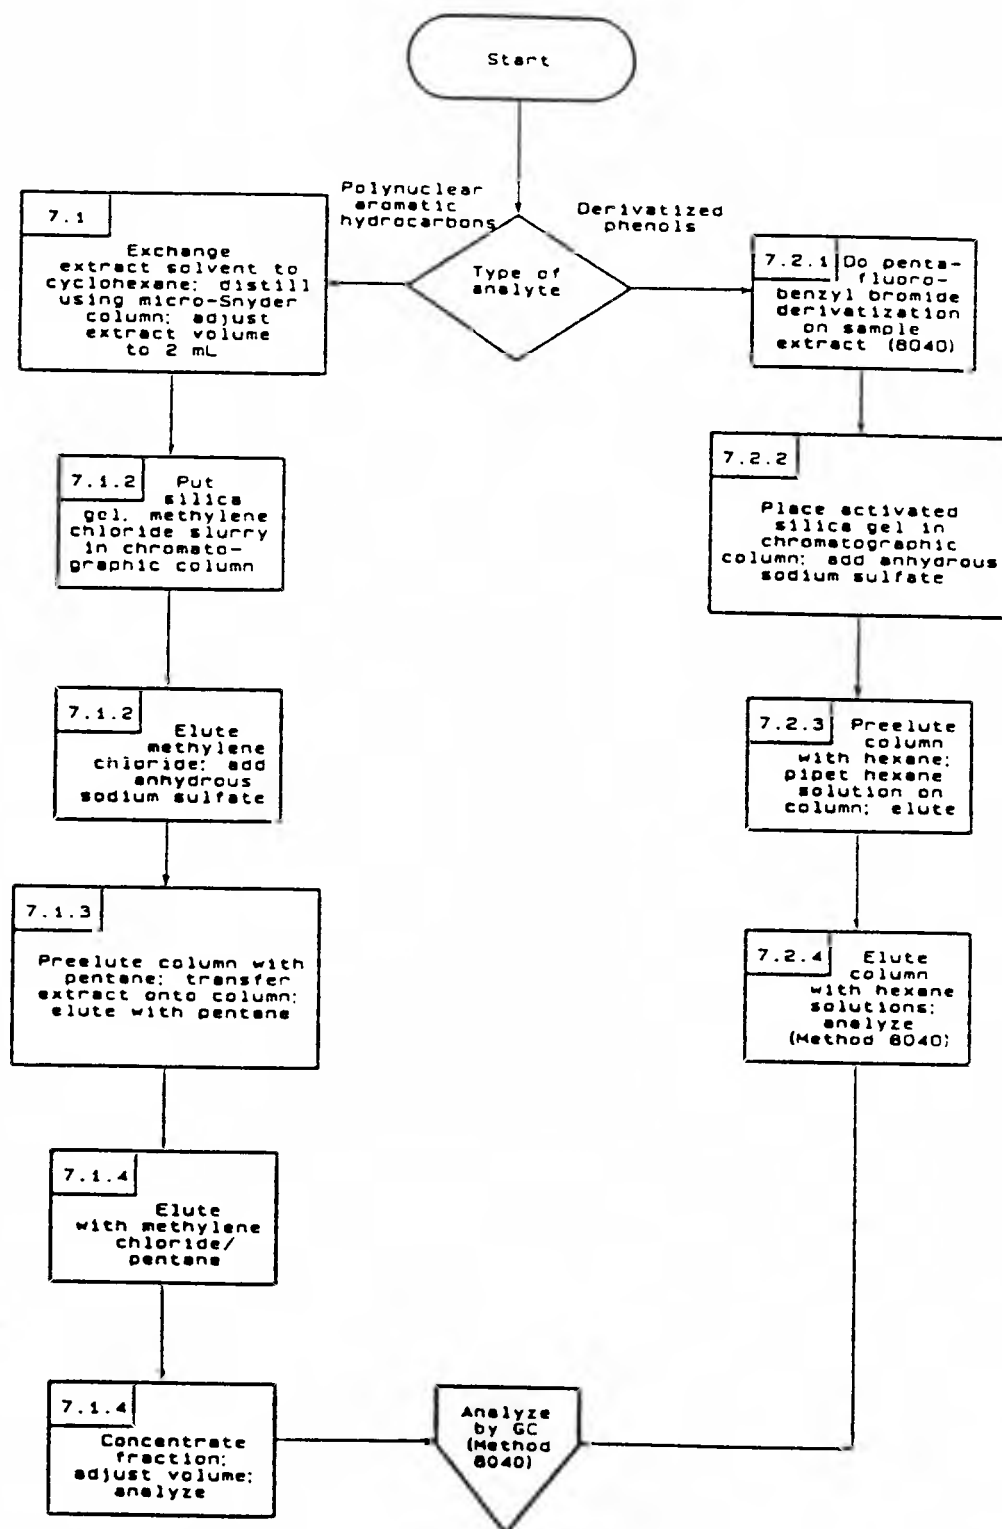 Start
Polynuclear
aromatic
hydrocarbons
Derivatized
phenols
Type of
analyte
7.1
Exchange
extract solvent to
cyclohexane; distill
using micro-Snyder
column; adjust
extract volume
to 2 mL
7.1.2 Put
silica
gel, methylene
chloride slurry
in chromato-
graphic column
7.1.2
Elute
methylene
chloride; add
anhydrous
sodium sulfate
7.1.3
Preelute column with
pentane; transfer
extract onto column;
elute with pentane
7.1.4
Elute
with methylene
chloride/
pentane
7.1.4
Concentrate
fraction;
adjust volume;
analyze
7.2.1 Do penta-
fluoro-
benzyl bromide
derivatization
on sample
extract (8040)
7.2.2
Place activated
silica gel in
chromatographic
column; add anhydrous
sodium sulfate
7.2.3 Preelute
column
with hexane;
pipet hexane
solution on
column; elute
7.2.4 Elute
column
with hexane
solutions;
analyze
(Method 8040)
Analyze
by GC
(Method
8040)